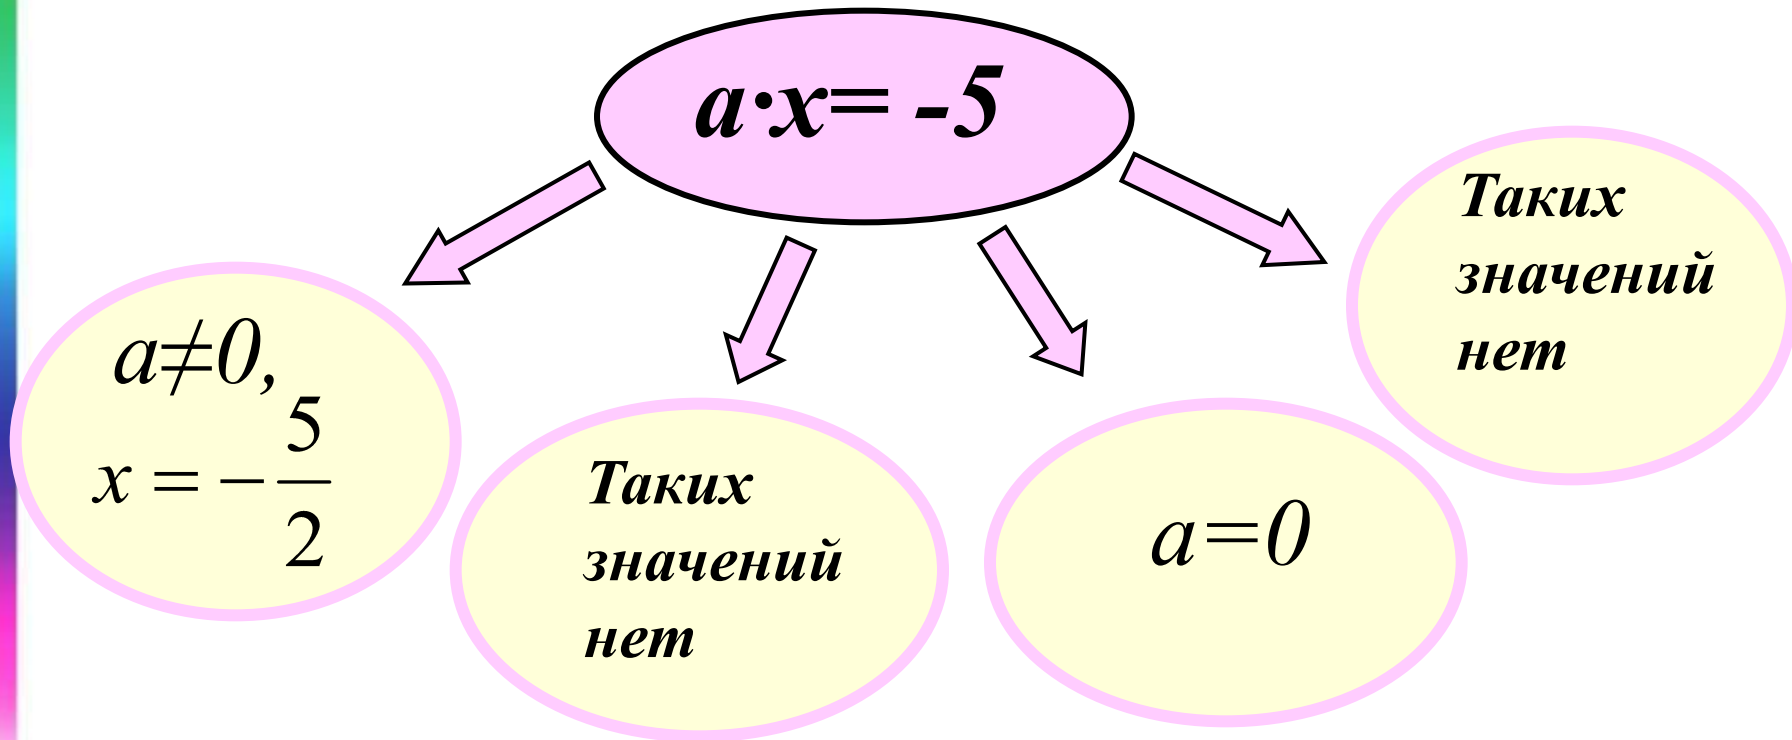 a·x= -5
a≠0,
x = −5/2
Таких
значений
нет
a=0
Таких
значений
нет